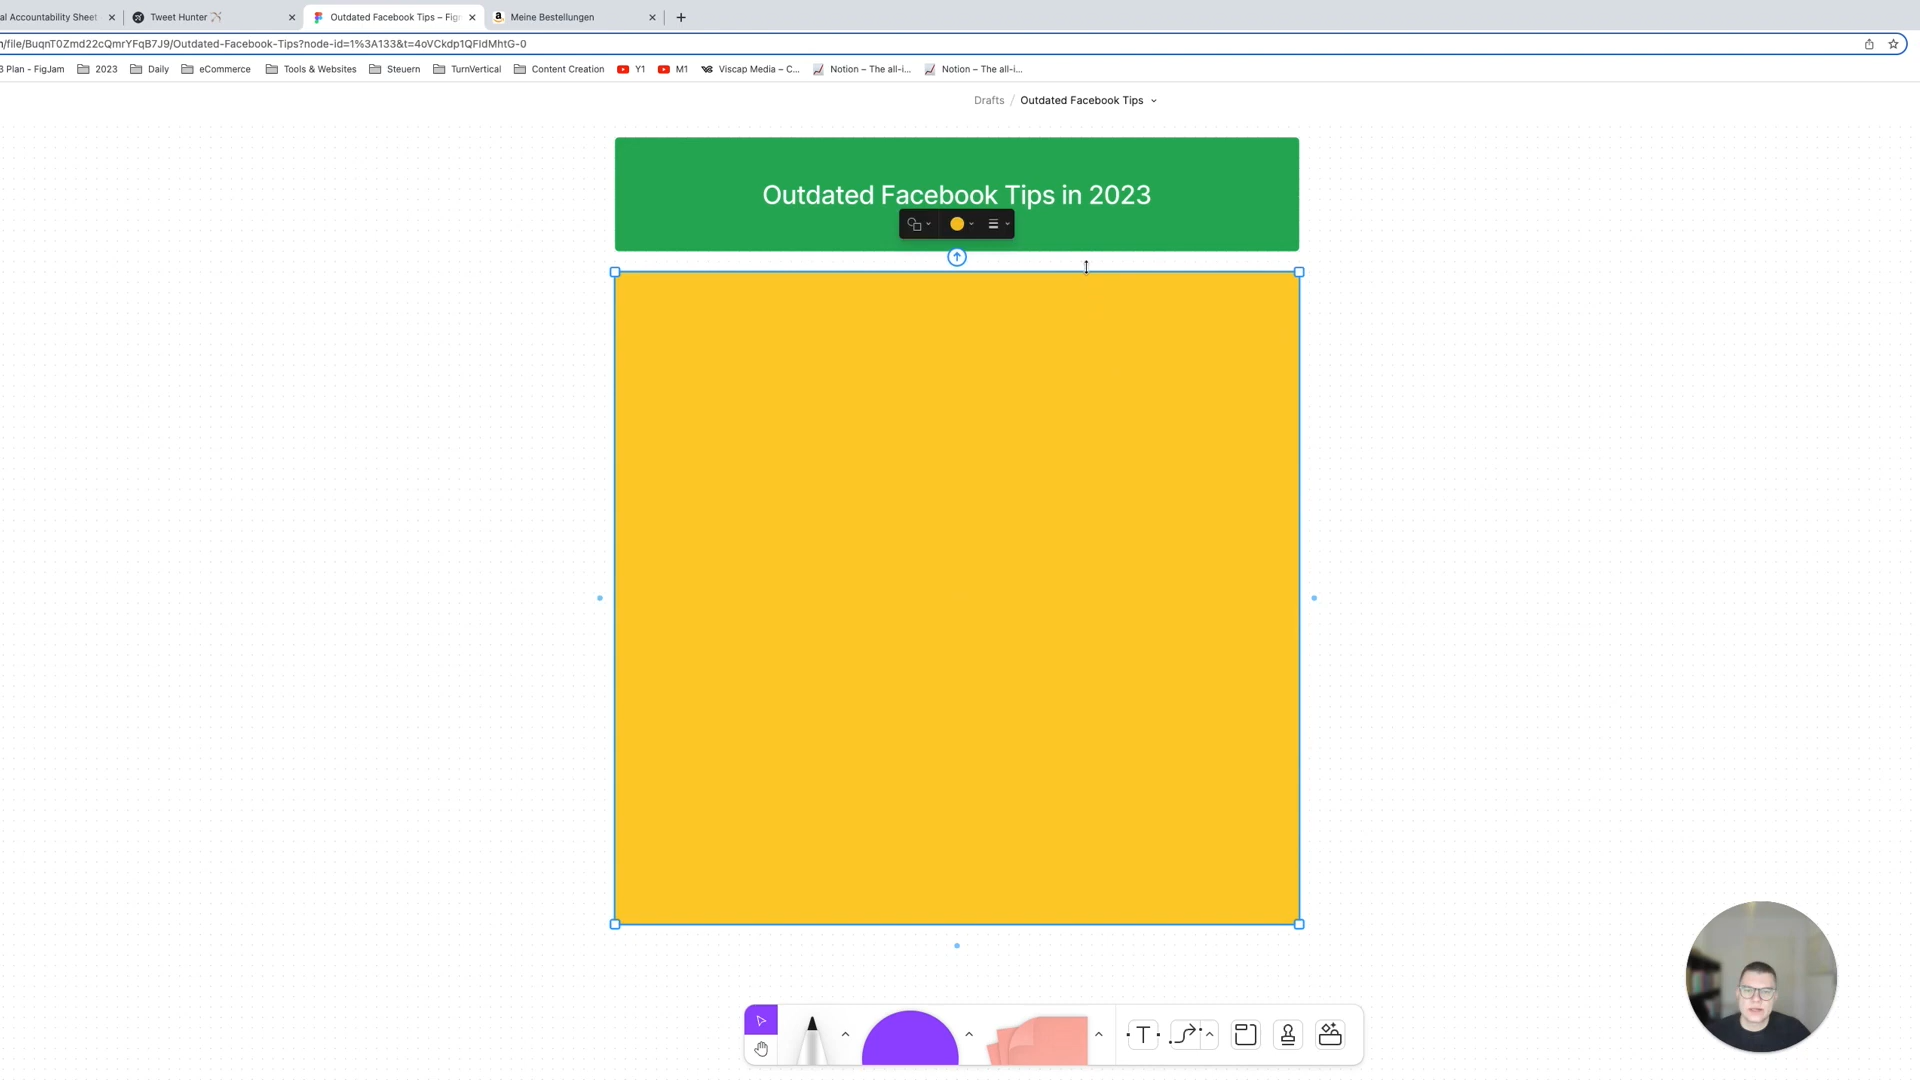 al Accountability Sheet
Tweet Hunter
Outdated Facebook Tips – Fig
Meine Bestellungen
/file/BuqnT0Zmd22cQmrYFqB7J9/Outdated-Facebook-Tips?node-id=1%3A133&t=4oVCkdp1QFIdMhtG-0
3 Plan - FigJam
2023
Daily
eCommerce
Tools & Websites
Steuern
TurnVertical
Content Creation
Y1
M1
Viscap Media – C...
Notion – The all-i...
Notion – The all-i...
Drafts / Outdated Facebook Tips
Outdated Facebook Tips in 2023
T